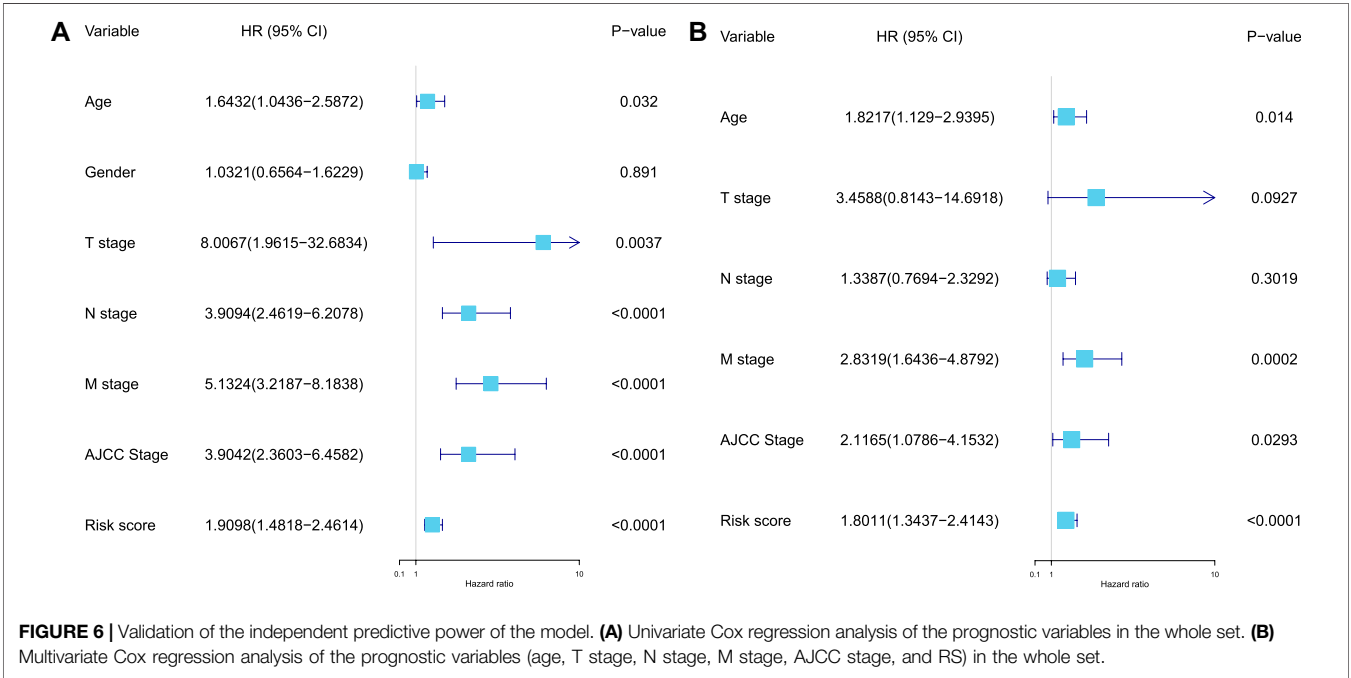 A Variable HR (95% CI) P−value
Age 1.6432(1.0436−2.5872) 0.032
Gender 1.0321(0.6564−1.6229) 0.891
T stage 8.0067(1.9615−32.6834) 0.0037
N stage 3.9094(2.4619−6.2078) <0.0001
M stage 5.1324(3.2187−8.1838) <0.0001
AJCC Stage 3.9042(2.3603−6.4582) <0.0001
Risk score 1.9098(1.4818−2.4614) <0.0001
0.1 1 10
Hazard ratio
B Variable HR (95% CI) P−value
Age 1.8217(1.129−2.9395) 0.014
T stage 3.4588(0.8143−14.6918) 0.0927
N stage 1.3387(0.7694−2.3292) 0.3019
M stage 2.8319(1.6436−4.8792) 0.0002
AJCC Stage 2.1165(1.0786−4.1532) 0.0293
Risk score 1.8011(1.3437−2.4143) <0.0001
0.1 1 10
Hazard ratio
FIGURE 6 | Validation of the independent predictive power of the model. (A) Univariate Cox regression analysis of the prognostic variables in the whole set. (B)
Multivariate Cox regression analysis of the prognostic variables (age, T stage, N stage, M stage, AJCC stage, and RS) in the whole set.